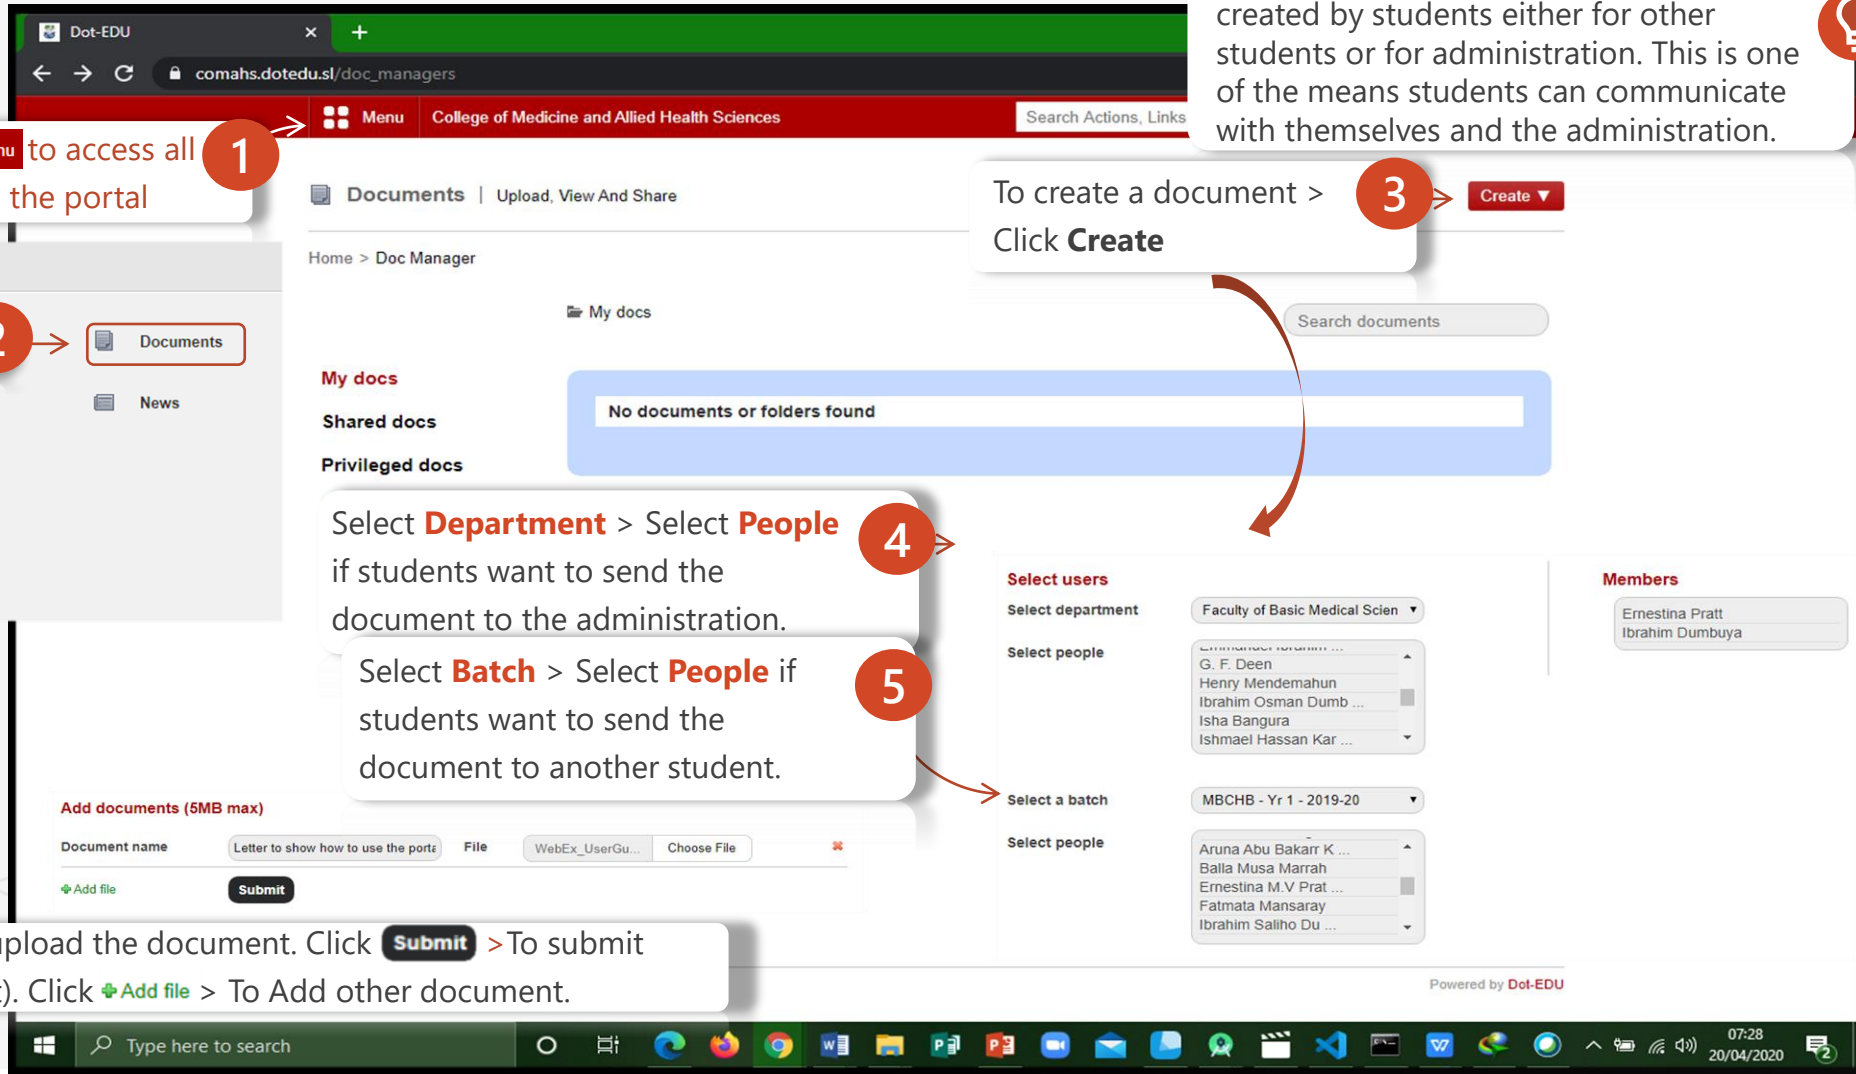 Dot-EDU
comahs.dotedu.sl/doc_managers
created by students either for other
students or for administration. This is one
of the means students can communicate
with themselves and the administration.
Menu
College of Medicine and Allied Health Sciences
Search Actions, Links
to access all
the portal
1
Documents | Upload, View And Share
To create a document >
Click Create
3
Create ▼
Home > Doc Manager
My docs
Search documents
2
Documents
News
My docs
Shared docs
Privileged docs
No documents or folders found
Select Department > Select People
if students want to send the
document to the administration.
4
Select Batch > Select People if
students want to send the
document to another student.
5
Select users
Select department
Faculty of Basic Medical Scien
Select people
G. F. Deen
Henry Mendemahun
Ibrahim Osman Dumb ...
Isha Bangura
Ishmael Hassan Kar ...
Members
Ernestina Pratt
Ibrahim Dumbuya
Select a batch
MBCHB - Yr 1 - 2019-20
Select people
Aruna Abu Bakarr K ...
Balla Musa Marrah
Ernestina M.V Prat ...
Fatmata Mansaray
Ibrahim Saliho Du ...
Add documents (5MB max)
Document name
Letter to show how to use the porta
File
WebEx_UserGu...
Choose File
Add file
Submit
upload the document. Click Submit >To submit
). Click Add file > To Add other document.
Powered by Dot-EDU
Type here to search
07:28
20/04/2020
2